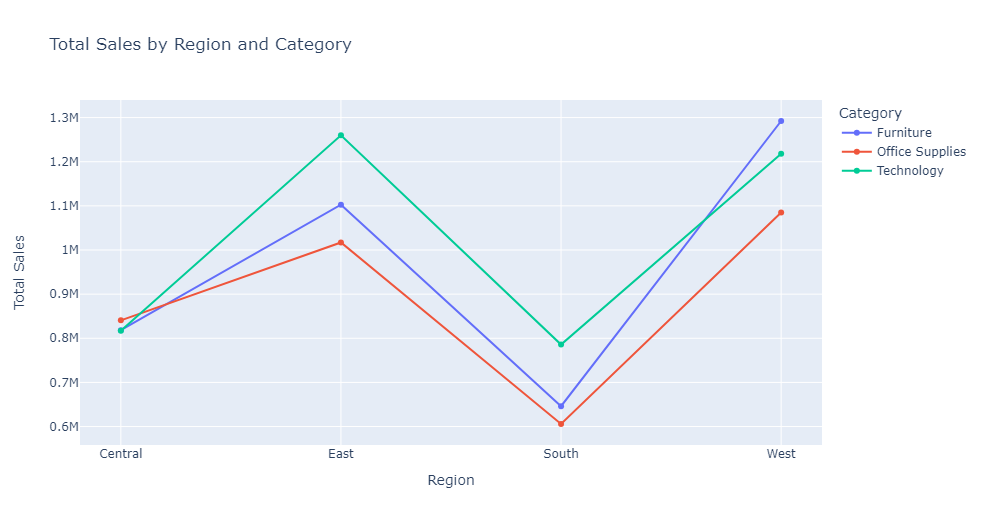 Total Sales by Region and Category
Category
Furniture
Office Supplies
Technology
Total Sales
1.3M
1.2M
1.1M
1M
0.9M
0.8M
0.7M
0.6M
Central East South West
Region